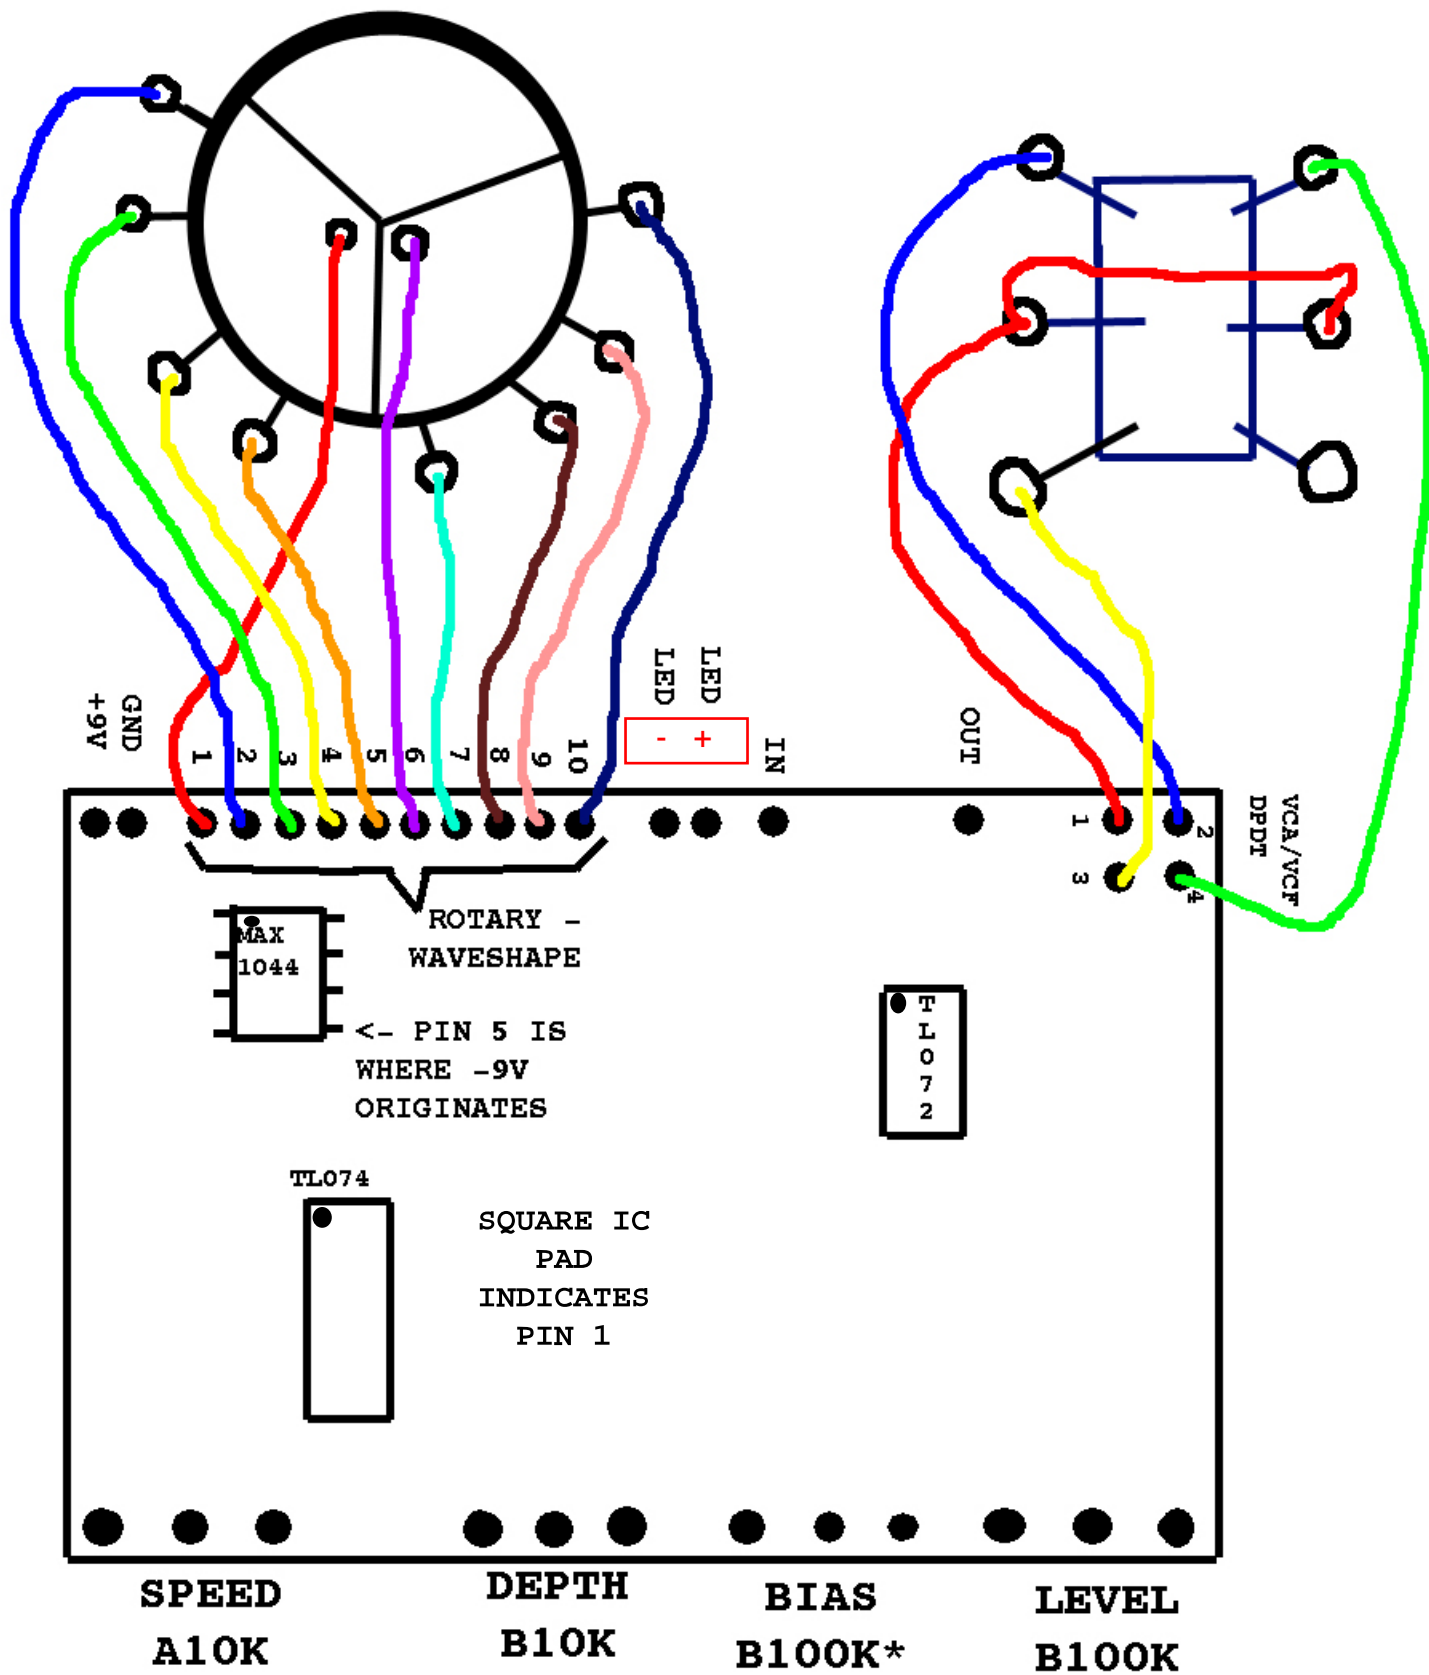 +9V
GND
1
2
3
4
5
6
7
8
9
10
LED
LED
- +
IN
OUT
1
2
3
4
VCA/VCF
DPDT
ROTARY -
WAVESHAPE
MAX
1044
<- PIN 5 IS
WHERE -9V
ORIGINATES
TL072
TL074
SQUARE IC
PAD
INDICATES
PIN 1
SPEED
A10K
DEPTH
B10K
BIAS
B100K*
LEVEL
B100K